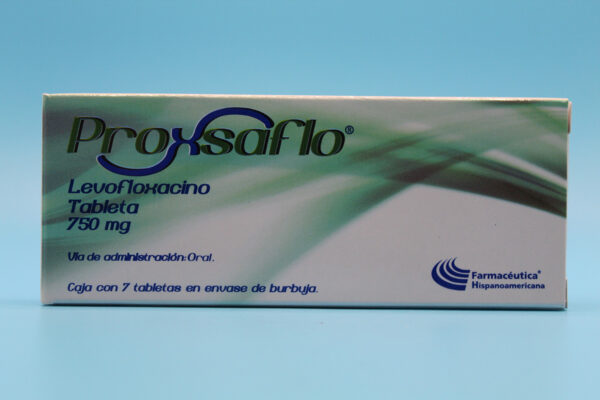 Proxsaflo®
Levofloxacino
Tableta
750 mg
Vía de administración: Oral.
Caja con 7 tabletas en envase de burbuja.
Farmacéutica®
Hispanoamericana